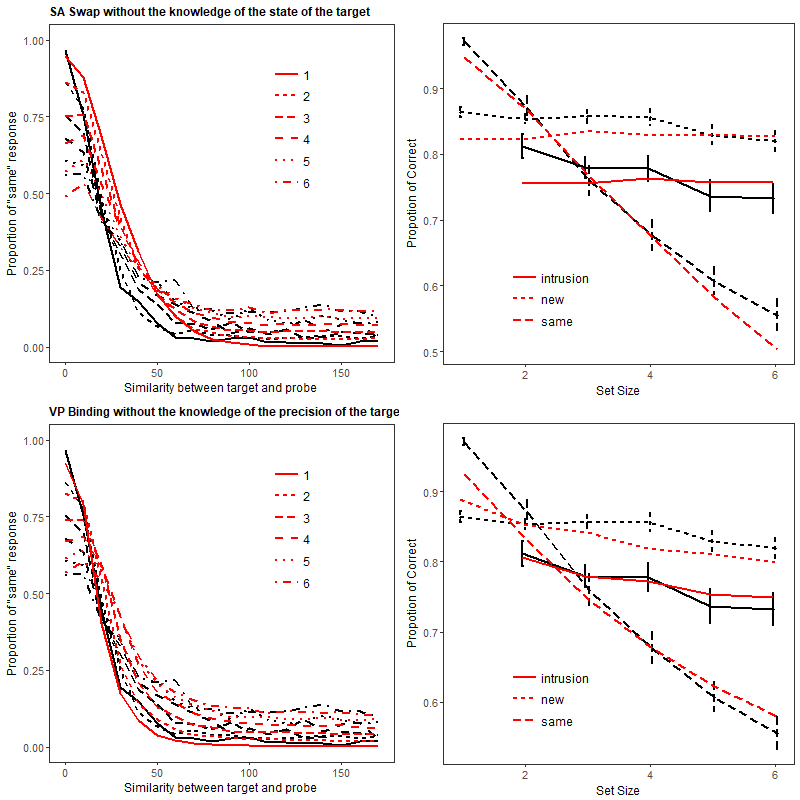 SA Swap without the knowledge of the state of the target
1.00
0.75
0.50
0.25
0.00
Proportion of "same" response
1
2
3
4
5
6
0
50
100
150
Similarity between target and probe
0.9
0.8
0.7
0.6
0.5
Propotion of Correct
intrusion
new
same
2
4
6
Set Size
VP Binding without the knowledge of the precision of the targe
1.00
0.75
0.50
0.25
0.00
Proportion of "same" response
1
2
3
4
5
6
0
50
100
150
Similarity between target and probe
0.9
0.8
0.7
0.6
Propotion of Correct
intrusion
new
same
2
4
6
Set Size